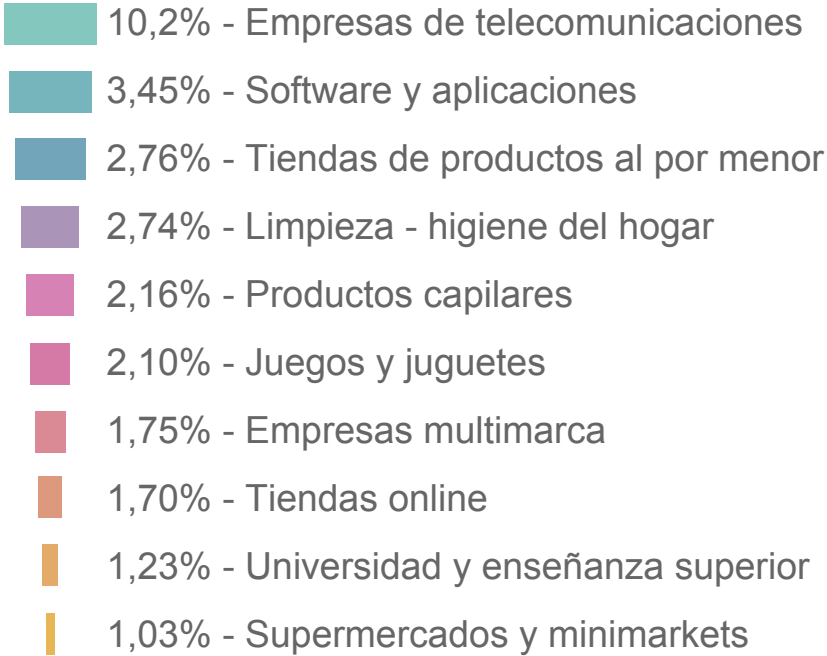 10,2% - Empresas de telecomunicaciones
3,45% - Software y aplicaciones
2,76% - Tiendas de productos al por menor
2,74% - Limpieza - higiene del hogar
2,16% - Productos capilares
2,10% - Juegos y juguetes
1,75% - Empresas multimarca
1,70% - Tiendas online
1,23% - Universidad y enseñanza superior
1,03% - Supermercados y minimarkets